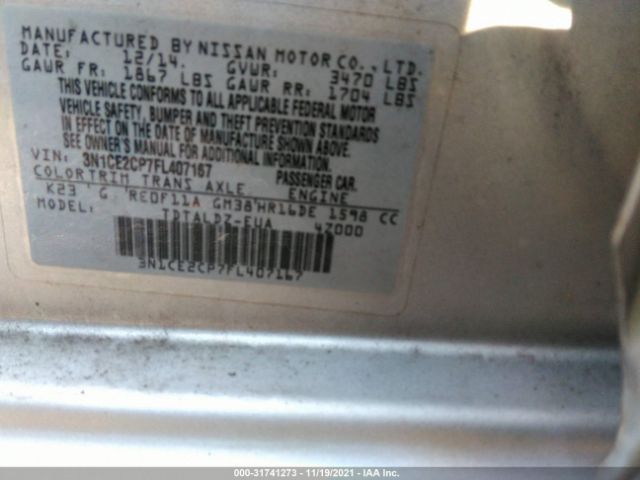 MANUFACTURED BY NISSAN MOTOR CO., LTD.
DATE: 12/14. GVWR: 3470 LBS
GAWR FR: 1867 LBS GAWR RR: 1704 LBS
THIS VEHICLE CONFORMS TO ALL APPLICABLE FEDERAL MOTOR
VEHICLE SAFETY, BUMPER AND THEFT PREVENTION STANDARDS
IN EFFECT ON THE DATE OF MANUFACTURE SHOWN ABOVE.
SEE OWNER'S MANUAL FOR ADDITIONAL INFORMATION
VIN: 3N1CE2CP7FL407167 PASSENGER CAR.
COLOR TRIM TRANS AXLE ENGINE
K23 G RE0F11A GM38 HR16DE 1598 CC
MODEL: TDTALDZ-EUA 4Z000
3N1CE2CP7FL407167
000-31741273 - 11/19/2021 - IAA Inc.